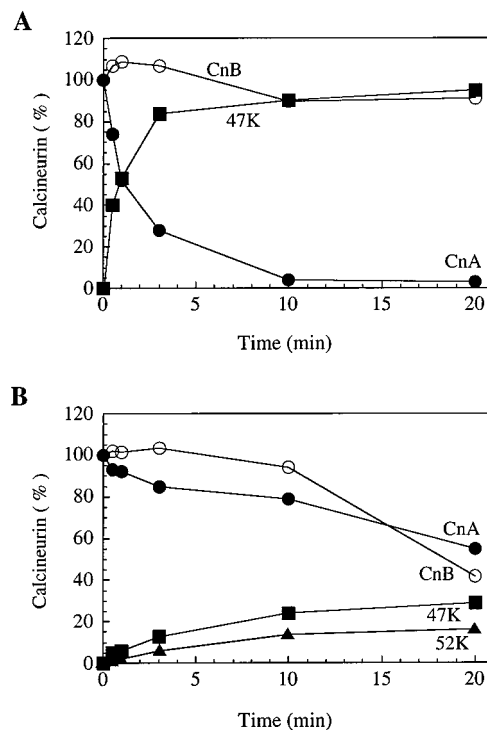 A
Calcineurin ( % )
120
100
80
60
40
20
0
CnB
47K
CnA
0 5 10 15 20
Time (min)
B
Calcineurin ( % )
120
100
80
60
40
20
0
CnA
CnB
47K
52K
0 5 10 15 20
Time (min)